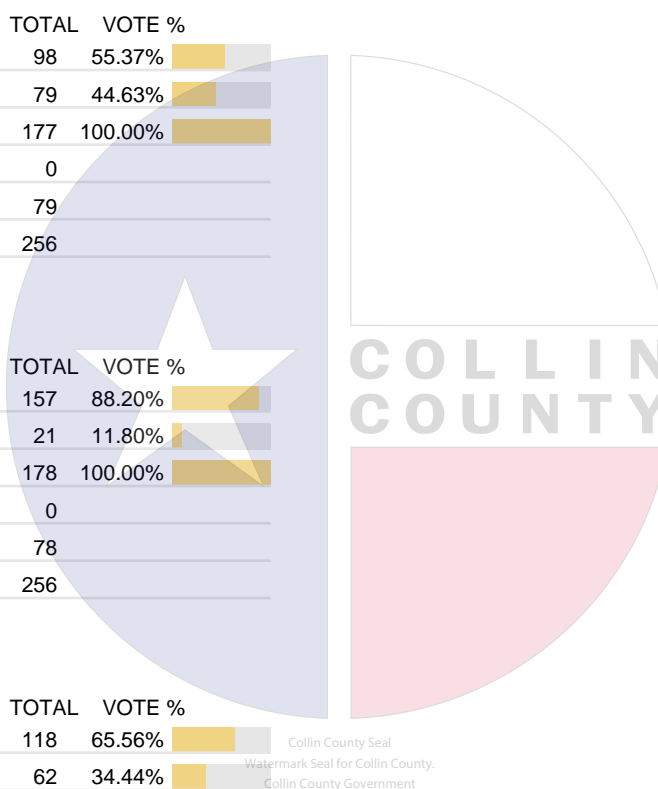 TOTAL VOTE %
98 55.37%
79 44.63%
177 100.00%
0
79
256
TOTAL VOTE %
157 88.20%
21 11.80%
178 100.00%
0
78
256
COLLIN
COUNTY
TOTAL VOTE %
118 65.56%
62 34.44%
Collin County Seal
Watermark Seal for Collin County.
Collin County Government